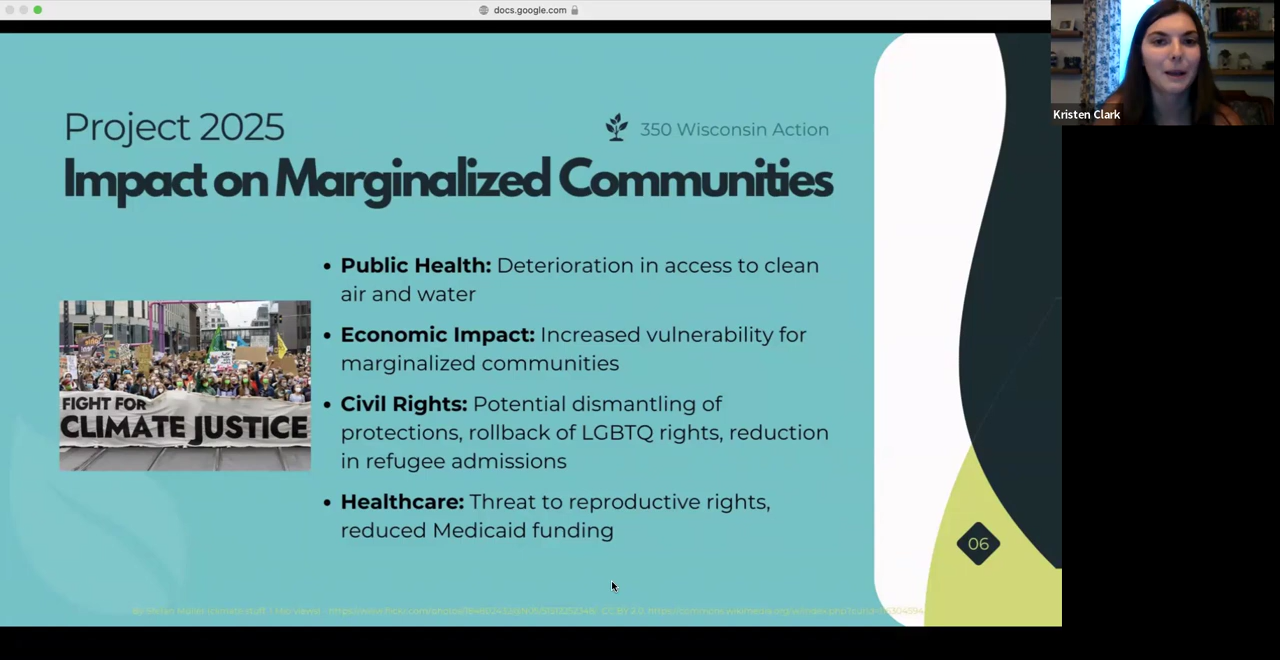 docs.google.com
Kristen Clark
Project 2025
350 Wisconsin Action
Impact on Marginalized Communities
• Public Health: Deterioration in access to clean
air and water
• Economic Impact: Increased vulnerability for
marginalized communities
• Civil Rights: Potential dismantling of
protections, rollback of LGBTQ rights, reduction
in refugee admissions
• Healthcare: Threat to reproductive rights,
reduced Medicaid funding
FIGHT FOR
CLIMATE JUSTICE
06